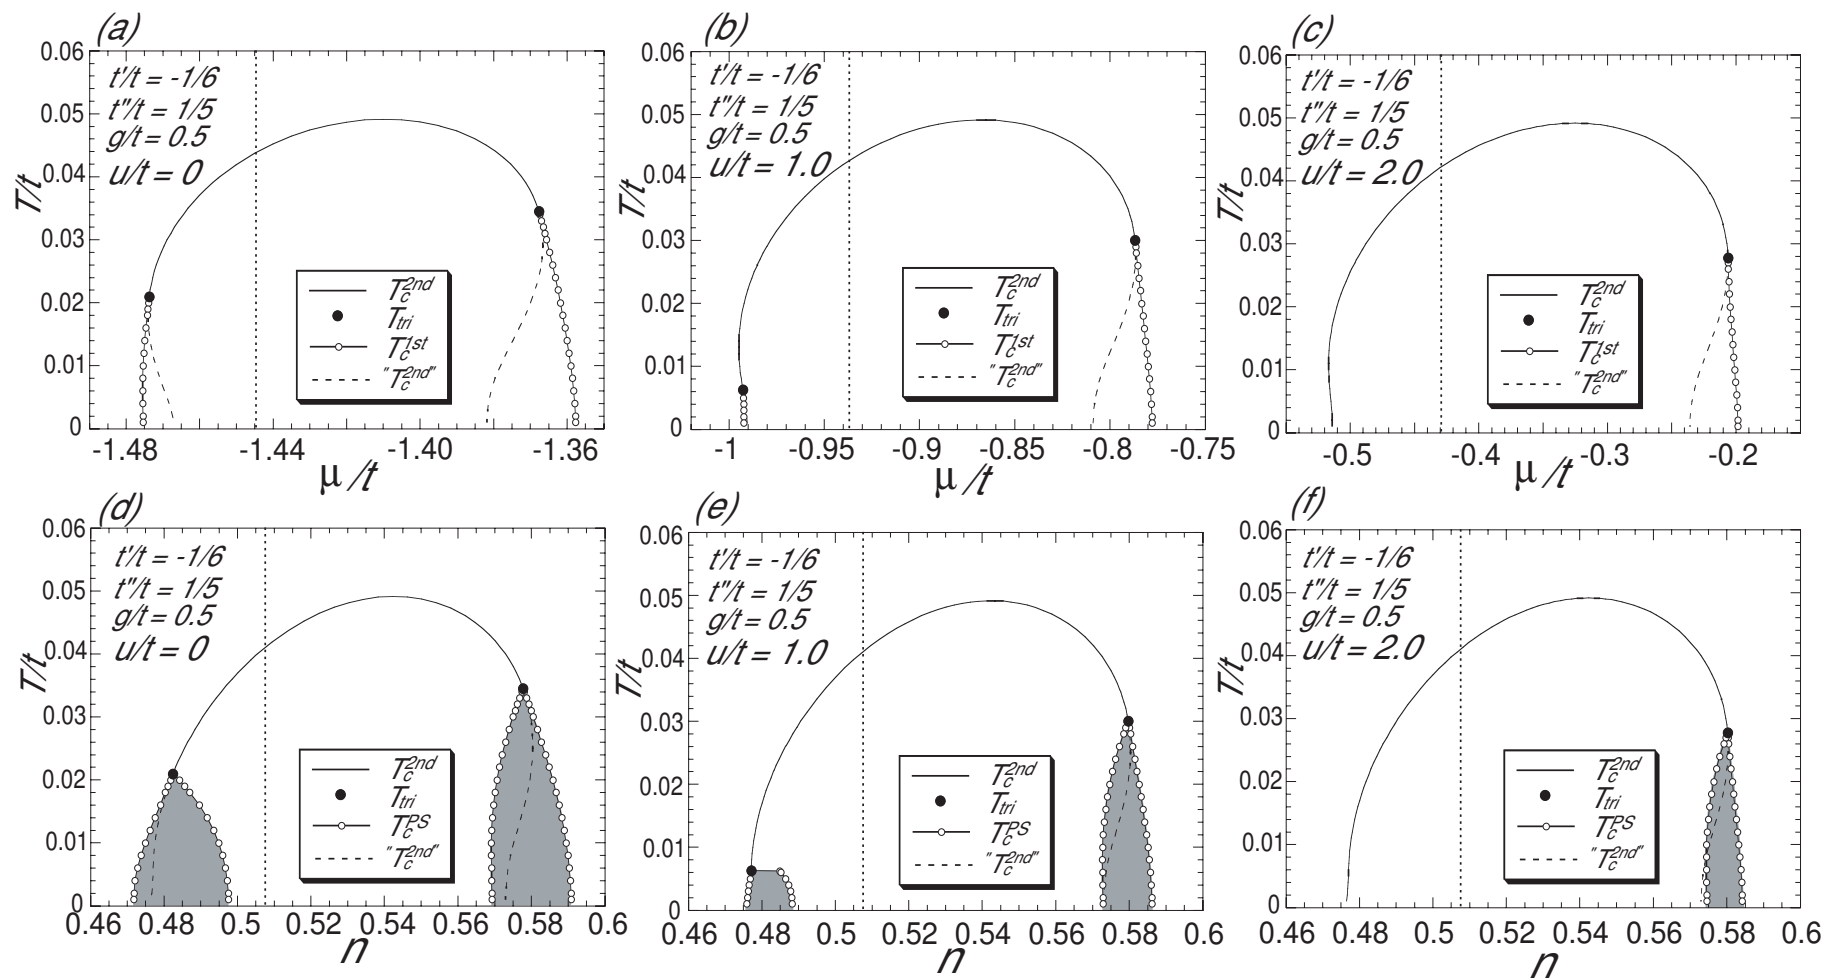 (a)
0.06
0.05
0.04
0.03
0.02
0.01
0
T/t
t'/t = -1/6
t"/t = 1/5
g/t = 0.5
u/t = 0
T_c^{2nd}
T_{tri}
T_c^{1st}
"T_c^{2nd}"
-1.48 -1.44 -1.40 -1.36
μ/t
(b)
0.06
0.05
0.04
0.03
0.02
0.01
0
T/t
t'/t = -1/6
t"/t = 1/5
g/t = 0.5
u/t = 1.0
T_c^{2nd}
T_{tri}
T_c^{1st}
"T_c^{2nd}"
-1 -0.95 -0.9 -0.85 -0.8 -0.75
μ/t
(c)
0.06
0.05
0.04
0.03
0.02
0.01
0
T/t
t'/t = -1/6
t"/t = 1/5
g/t = 0.5
u/t = 2.0
T_c^{2nd}
T_{tri}
T_c^{1st}
"T_c^{2nd}"
-0.5 -0.4 -0.3 -0.2
μ/t
(d)
0.06
0.05
0.04
0.03
0.02
0.01
0
T/t
t'/t = -1/6
t"/t = 1/5
g/t = 0.5
u/t = 0
T_c^{2nd}
T_{tri}
T_c^{PS}
"T_c^{2nd}"
0.46 0.48 0.5 0.52 0.54 0.56 0.58 0.6
n
(e)
0.06
0.05
0.04
0.03
0.02
0.01
0
T/t
t'/t = -1/6
t"/t = 1/5
g/t = 0.5
u/t = 1.0
T_c^{2nd}
T_{tri}
T_c^{PS}
"T_c^{2nd}"
0.46 0.48 0.5 0.52 0.54 0.56 0.58 0.6
n
(f)
0.06
0.05
0.04
0.03
0.02
0.01
0
T/t
t'/t = -1/6
t"/t = 1/5
g/t = 0.5
u/t = 2.0
T_c^{2nd}
T_{tri}
T_c^{PS}
"T_c^{2nd}"
0.46 0.48 0.5 0.52 0.54 0.56 0.58 0.6
n